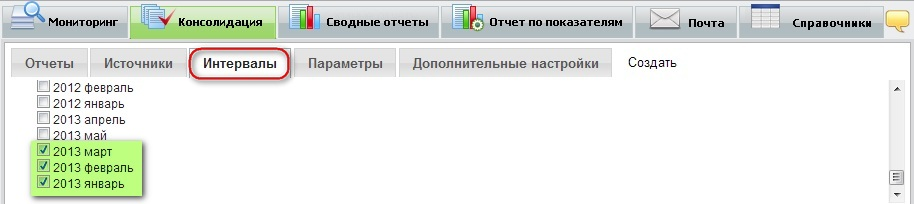 Мониторинг Консолидация Сводные отчеты Отчет по показателям Почта Справочники
Отчеты Источники Интервалы Параметры Дополнительные настройки Создать
2012 февраль
2012 январь
2013 апрель
2013 май
2013 март
2013 февраль
2013 январь